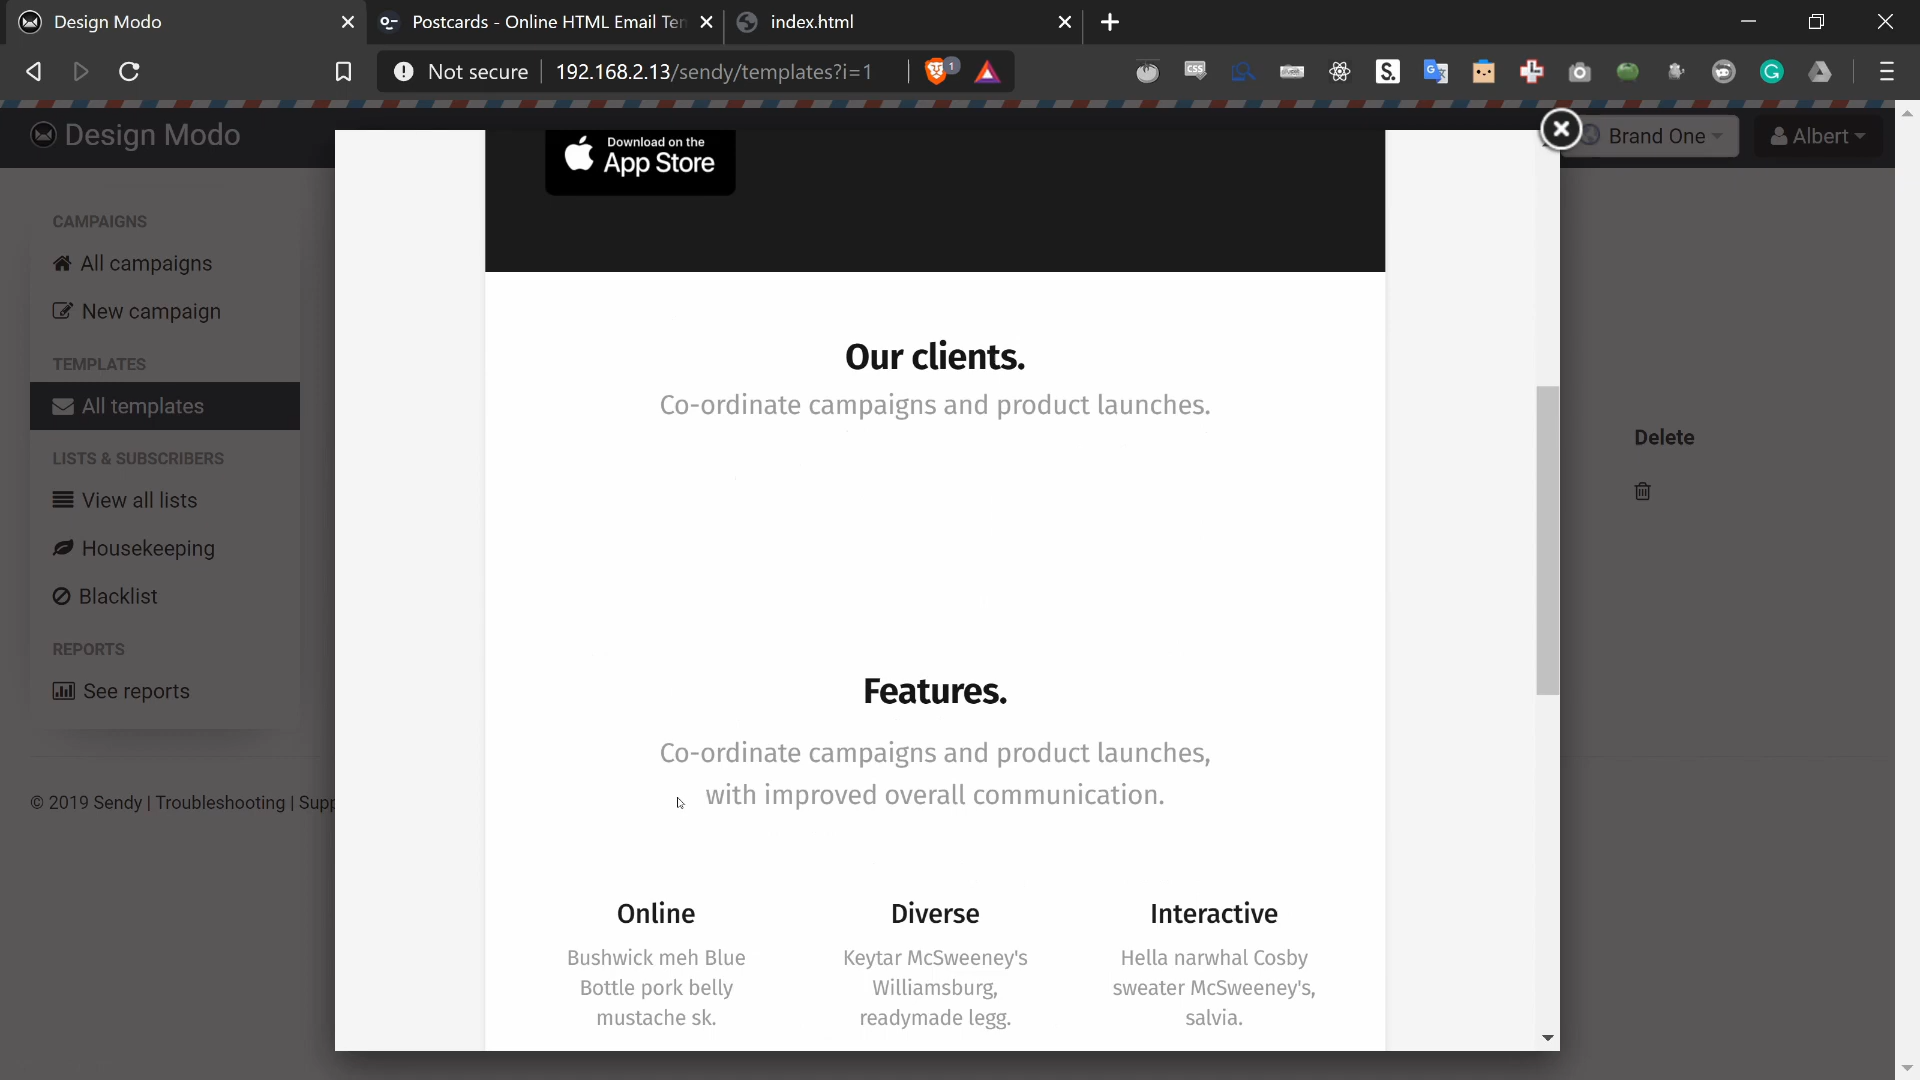 Design Modo
Postcards - Online HTML Email Ten
index.html
Not secure
192.168.2.13/sendy/templates?i=1
1
CSS
S.
G
Design Modo
Download on the
App Store
Brand One
Albert
CAMPAIGNS
All campaigns
New campaign
TEMPLATES
All templates
LISTS & SUBSCRIBERS
View all lists
Housekeeping
Blacklist
REPORTS
See reports
© 2019 Sendy | Troubleshooting | Supp
Our clients.
Co-ordinate campaigns and product launches.
Delete
Features.
Co-ordinate campaigns and product launches,
with improved overall communication.
Online
Bushwick meh Blue
Bottle pork belly
mustache sk.
Diverse
Keytar McSweeney's
Williamsburg,
readymade legg.
Interactive
Hella narwhal Cosby
sweater McSweeney's,
salvia.